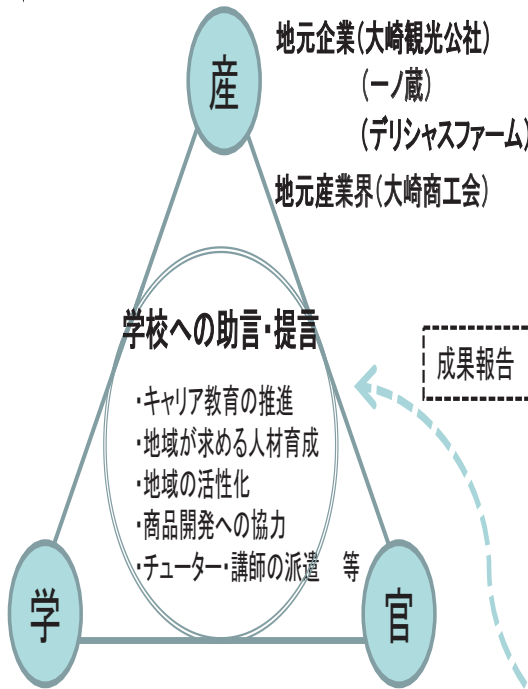 産
地元企業(大崎観光公社)
(一ノ蔵)
(デリシャスファーム)
地元産業界(大崎商工会)
学校への助言・提言
・キャリア教育の推進
・地域が求める人材育成
・地域の活性化
・商品開発への協力
・チューター・講師の派遣　等
成果報告
学
官